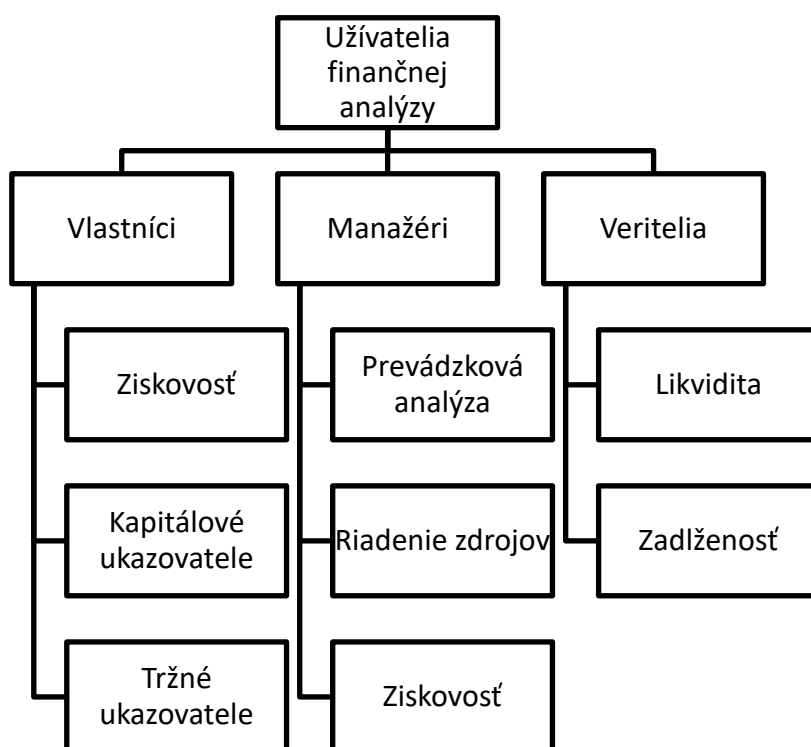 Užívatelia
finančnej
analýzy
Vlastníci
Manažéri
Veritelia
Ziskovosť
Prevádzková
analýza
Likvidita
Kapitálové
ukazovatele
Riadenie zdrojov
Zadlženosť
Tržné
ukazovatele
Ziskovosť